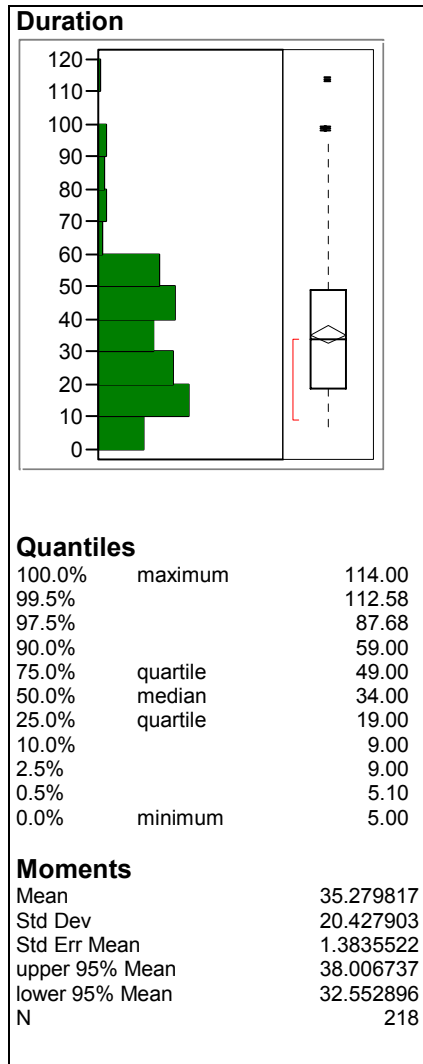 Duration
120
110
100
90
80
70
60
50
40
30
20
10
0
Quantiles
100.0% maximum 114.00
99.5% 112.58
97.5% 87.68
90.0% 59.00
75.0% quartile 49.00
50.0% median 34.00
25.0% quartile 19.00
10.0% 9.00
2.5% 9.00
0.5% 5.10
0.0% minimum 5.00
Moments
Mean 35.279817
Std Dev 20.427903
Std Err Mean 1.3835522
upper 95% Mean 38.006737
lower 95% Mean 32.552896
N 218